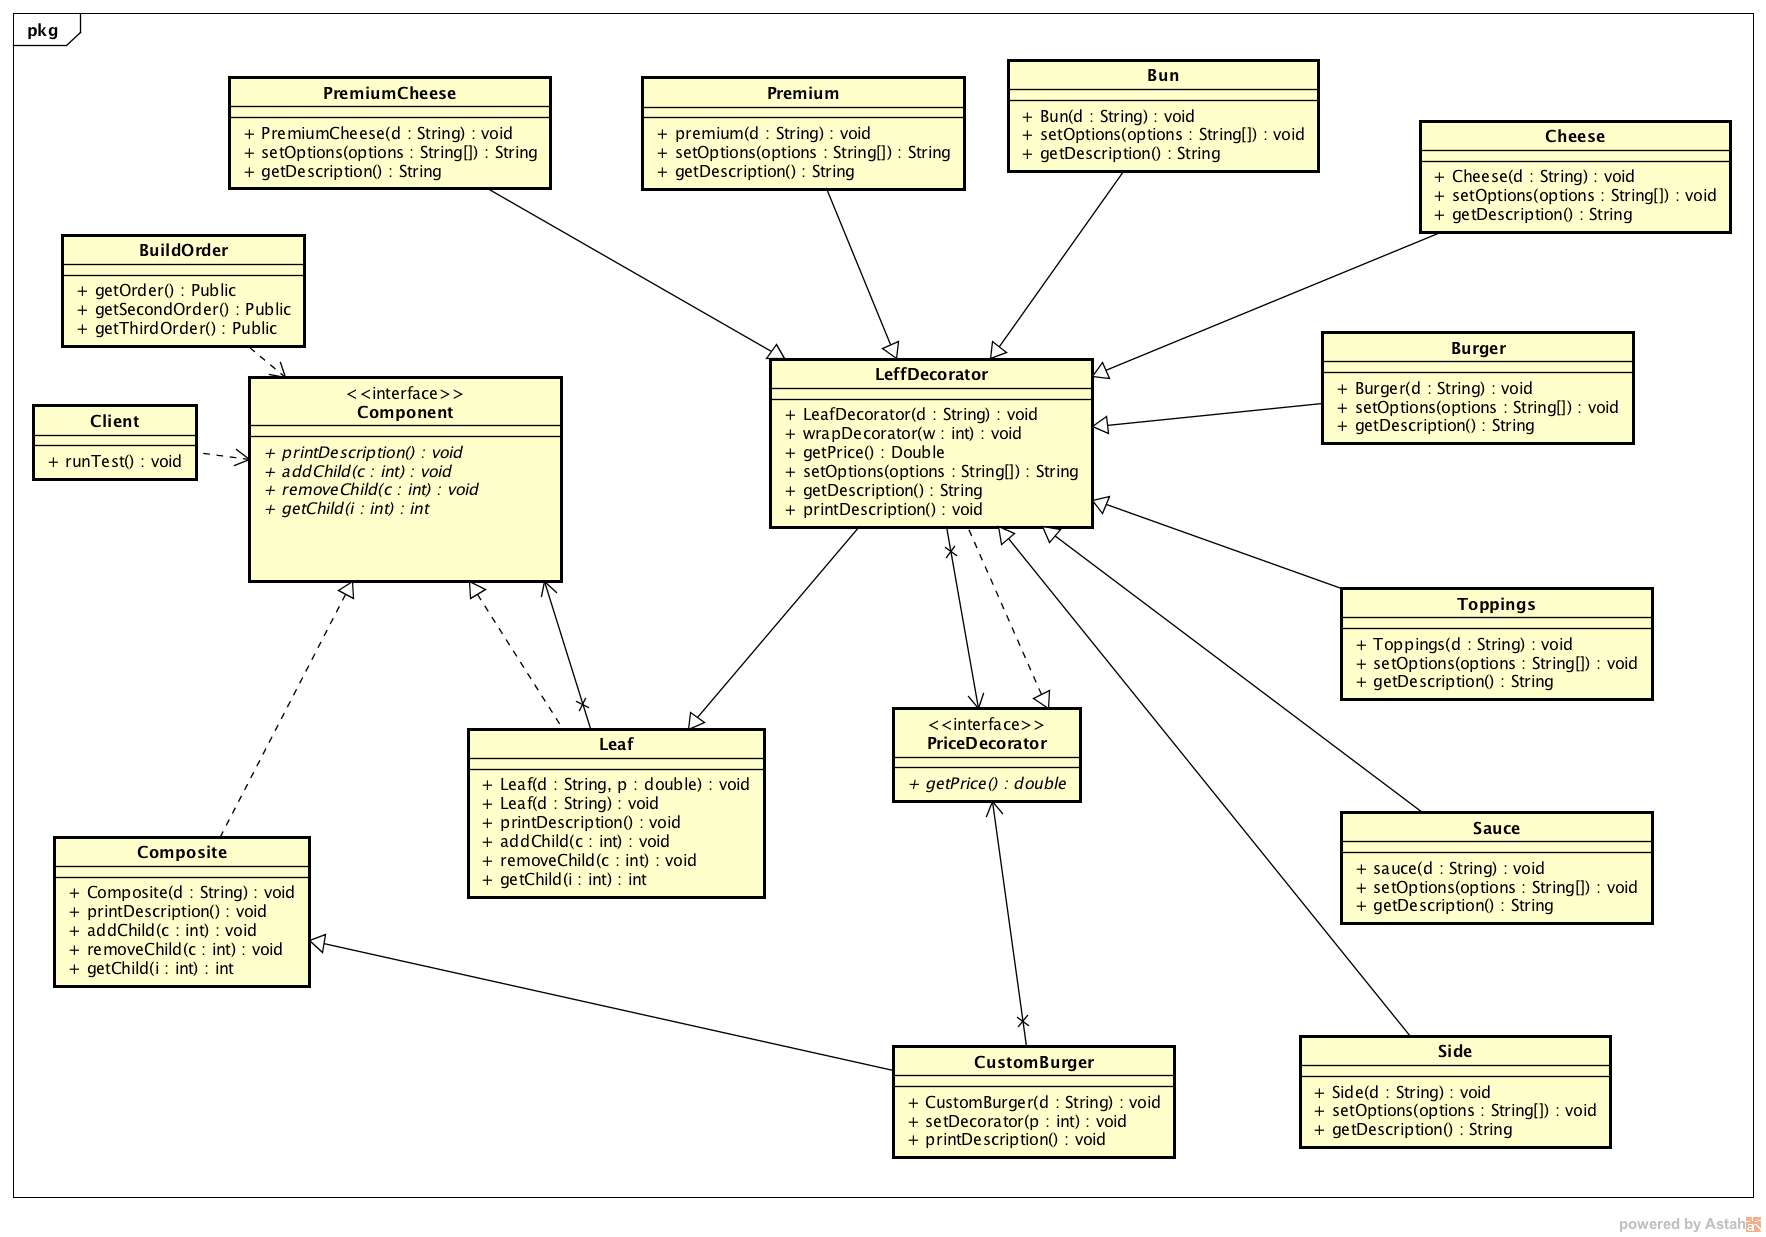 pkg
PremiumCheese
+ PremiumCheese(d : String) : void
+ setOptions(options : String[]) : String
+ getDescription() : String
Premium
+ premium(d : String) : void
+ setOptions(options : String[]) : String
+ getDescription() : String
Bun
+ Bun(d : String) : void
+ setOptions(options : String[]) : void
+ getDescription() : String
Cheese
+ Cheese(d : String) : void
+ setOptions(options : String[]) : void
+ getDescription() : String
BuildOrder
+ getOrder() : Public
+ getSecondOrder() : Public
+ getThirdOrder() : Public
Client
+ runTest() : void
<<interface>>
Component
+ printDescription() : void
+ addChild(c : int) : void
+ removeChild(c : int) : void
+ getChild(i : int) : int
LeffDecorator
+ LeafDecorator(d : String) : void
+ wrapDecorator(w : int) : void
+ getPrice() : Double
+ setOptions(options : String[]) : String
+ getDescription() : String
+ printDescription() : void
Burger
+ Burger(d : String) : void
+ setOptions(options : String[]) : void
+ getDescription() : String
Toppings
+ Toppings(d : String) : void
+ setOptions(options : String[]) : void
+ getDescription() : String
Leaf
+ Leaf(d : String, p : double) : void
+ Leaf(d : String) : void
+ printDescription() : void
+ addChild(c : int) : void
+ removeChild(c : int) : void
+ getChild(i : int) : int
<<interface>>
PriceDecorator
+ getPrice() : double
Composite
+ Composite(d : String) : void
+ printDescription() : void
+ addChild(c : int) : void
+ removeChild(c : int) : void
+ getChild(i : int) : int
Sauce
+ sauce(d : String) : void
+ setOptions(options : String[]) : void
+ getDescription() : String
CustomBurger
+ CustomBurger(d : String) : void
+ setDecorator(p : int) : void
+ printDescription() : void
Side
+ Side(d : String) : void
+ setOptions(options : String[]) : void
+ getDescription() : String
powered by Astah